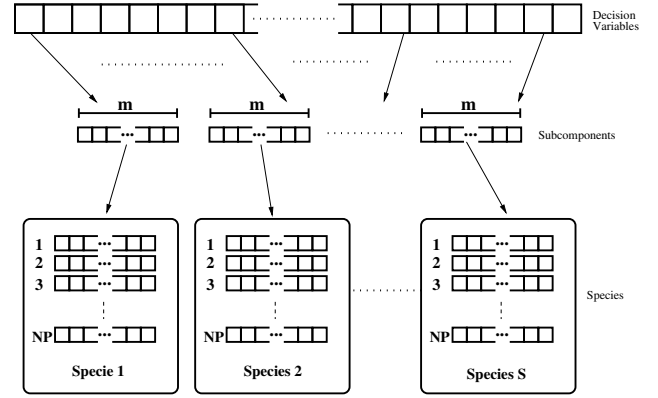 Decision
Variables
m
m
m
Subcomponents
1
2
3
NP
Specie 1
1
2
3
NP
Species 2
1
2
3
NP
Species S
Species